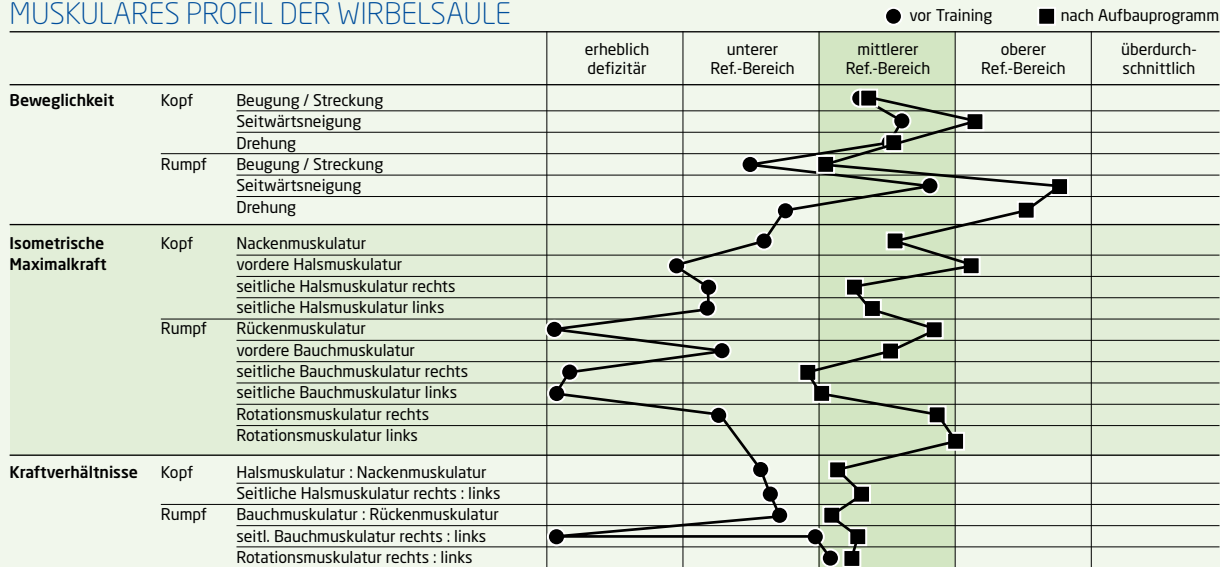 MUSKULÄRES PROFIL DER WIRBELSÄULE
vor Training
nach Aufbauprogramm
erheblich
defizitär
unterer
Ref.-Bereich
mittlerer
Ref.-Bereich
oberer
Ref.-Bereich
überdurch-
schnittlich
Beweglichkeit Kopf Beugung / Streckung
Seitwärtsneigung
Drehung
Rumpf Beugung / Streckung
Seitwärtsneigung
Drehung
Isometrische Kopf Nackenmuskulatur
Maximalkraft vordere Halsmuskulatur
seitliche Halsmuskulatur rechts
seitliche Halsmuskulatur links
Rumpf Rückenmuskulatur
vordere Bauchmuskulatur
seitliche Bauchmuskulatur rechts
seitliche Bauchmuskulatur links
Rotationsmuskulatur rechts
Rotationsmuskulatur links
Kraftverhältnisse Kopf Halsmuskulatur : Nackenmuskulatur
Seitliche Halsmuskulatur rechts : links
Rumpf Bauchmuskulatur : Rückenmuskulatur
seitl. Bauchmuskulatur rechts : links
Rotationsmuskulatur rechts : links